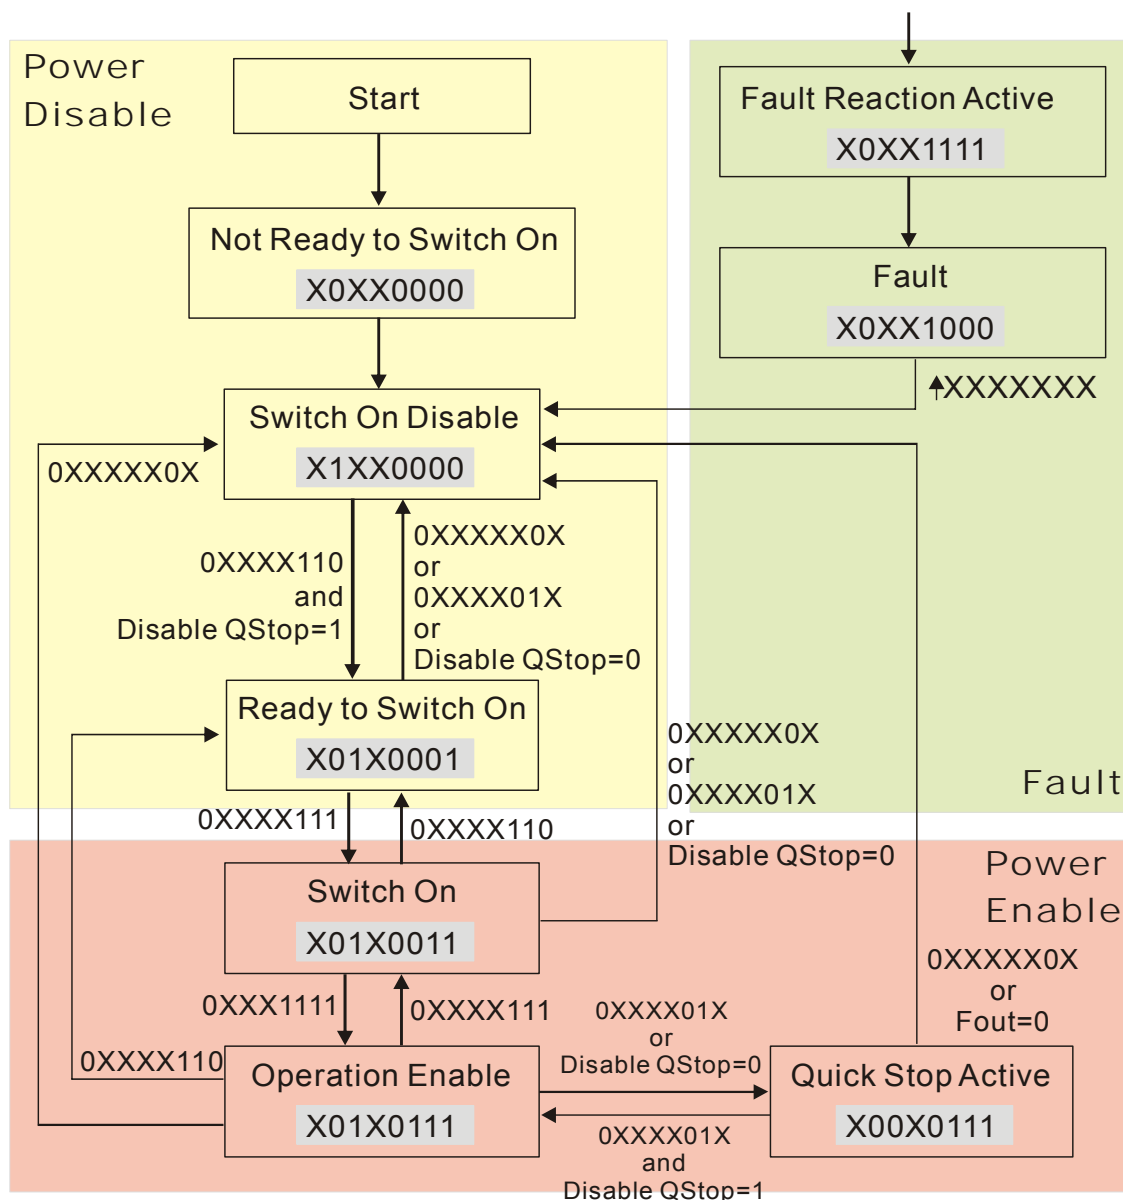 Power
Disable
Start
Not Ready to Switch On
X0XX0000
Switch On Disable
X1XX0000
0XXXXX0X
0XXXX110
and
Disable QStop=1
0XXXXX0X
or
0XXXX01X
or
Disable QStop=0
Ready to Switch On
X01X0001
0XXXX111
0XXXX110
Fault Reaction Active
X0XX1111
Fault
X0XX1000
XXXXXXX
Fault
0XXXXX0X
or
0XXXX01X
or
Disable QStop=0
Power
Enable
Switch On
X01X0011
0XXX1111
0XXXX111
0XXXX110
Operation Enable
X01X0111
0XXXX01X
or
Disable QStop=0
0XXXX01X
and
Disable QStop=1
0XXXXX0X
or
Fout=0
Quick Stop Active
X00X0111